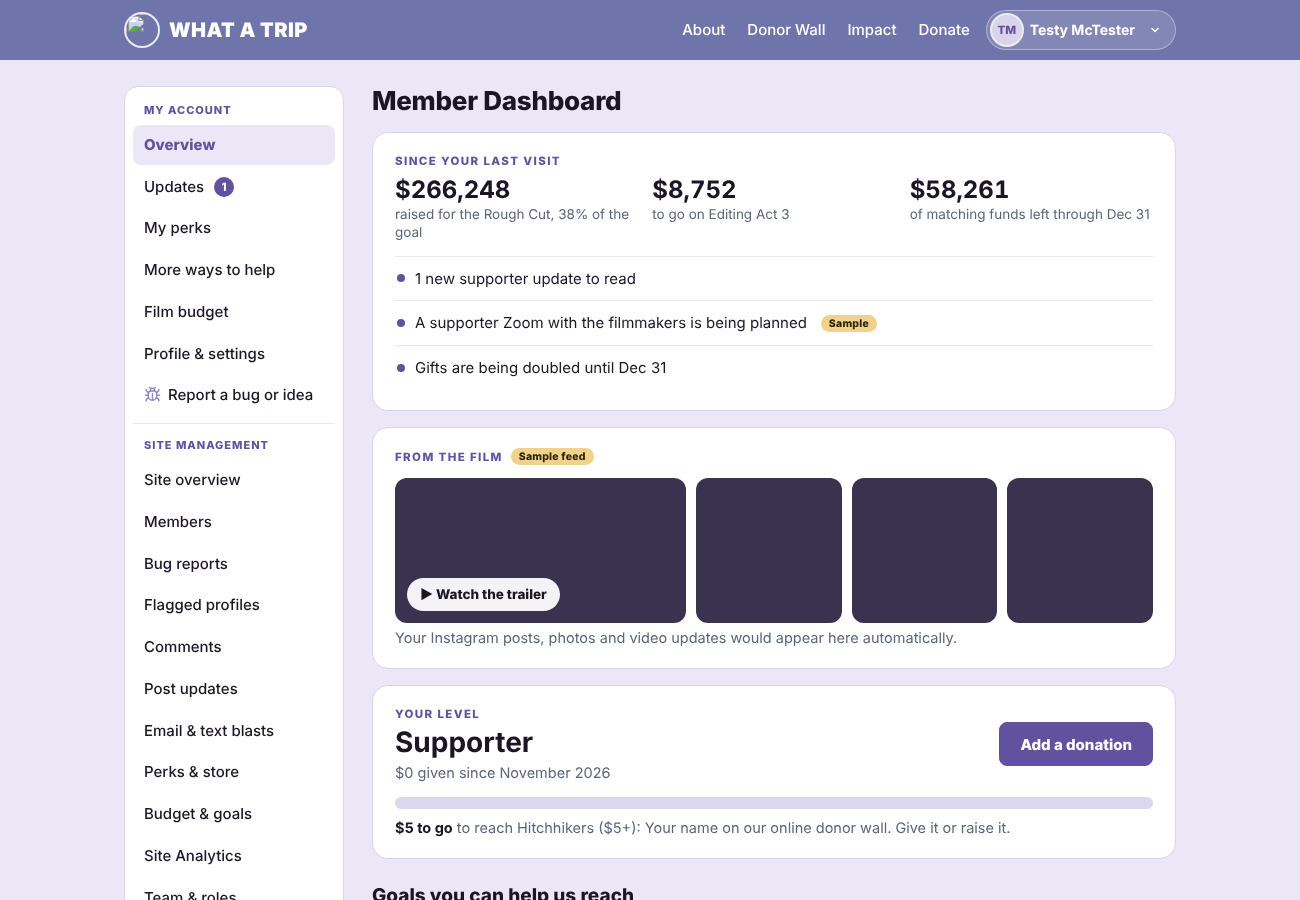 WHAT A TRIP
About
Donor Wall
Impact
Donate
TM
Testy McTester
MY ACCOUNT
Overview
Updates 1
My perks
More ways to help
Film budget
Profile & settings
Report a bug or idea
SITE MANAGEMENT
Site overview
Members
Bug reports
Flagged profiles
Comments
Post updates
Email & text blasts
Perks & store
Budget & goals
Site Analytics
Team & roles
Member Dashboard
SINCE YOUR LAST VISIT
$266,248
raised for the Rough Cut, 38% of the
goal
$8,752
to go on Editing Act 3
$58,261
of matching funds left through Dec 31
1 new supporter update to read
A supporter Zoom with the filmmakers is being planned Sample
Gifts are being doubled until Dec 31
FROM THE FILM Sample feed
▶ Watch the trailer
Your Instagram posts, photos and video updates would appear here automatically.
YOUR LEVEL
Supporter
$0 given since November 2026
Add a donation
$5 to go to reach Hitchhikers ($5+): Your name on our online donor wall. Give it or raise it.
Goals you can help us reach